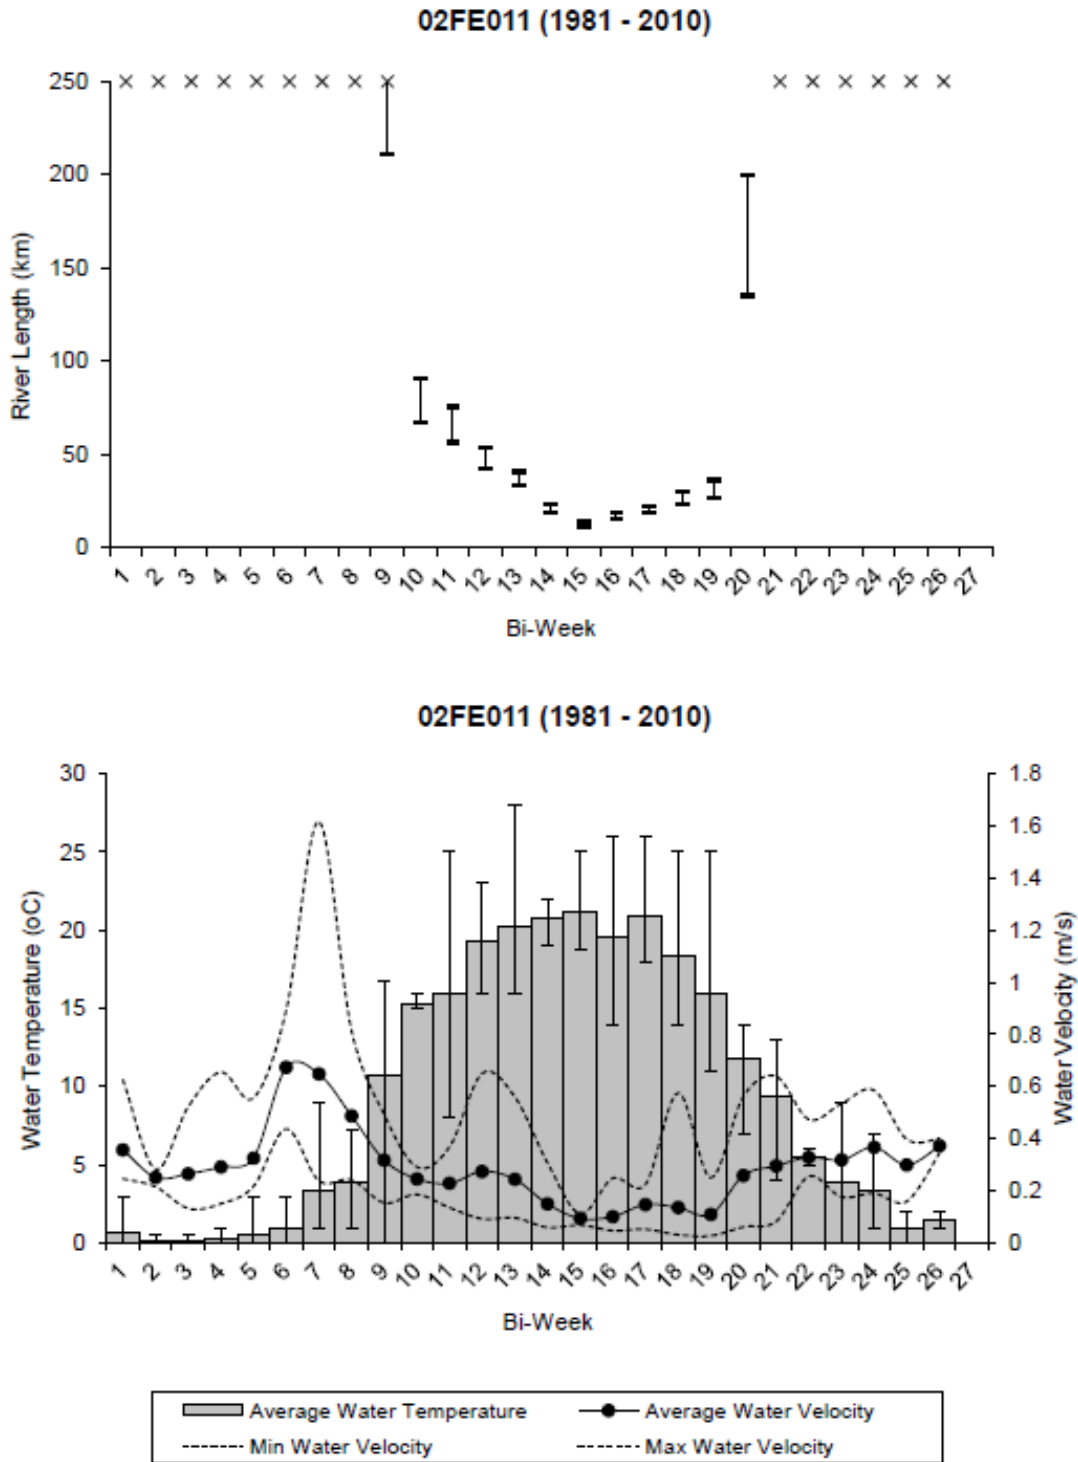 02FE011 (1981 - 2010)
250
200
150
100
50
0
River Length (km)
1 2 3 4 5 6 7 8 9 10 11 12 13 14 15 16 17 18 19 20 21 22 23 24 25 26 27
Bi-Week
02FE011 (1981 - 2010)
30
25
20
15
10
5
0
Water Temperature (oC)
1.8
1.6
1.4
1.2
1
0.8
0.6
0.4
0.2
0
Water Velocity (m/s)
1 2 3 4 5 6 7 8 9 10 11 12 13 14 15 16 17 18 19 20 21 22 23 24 25 26 27
Bi-Week
Average Water Temperature
Average Water Velocity
Min Water Velocity
Max Water Velocity